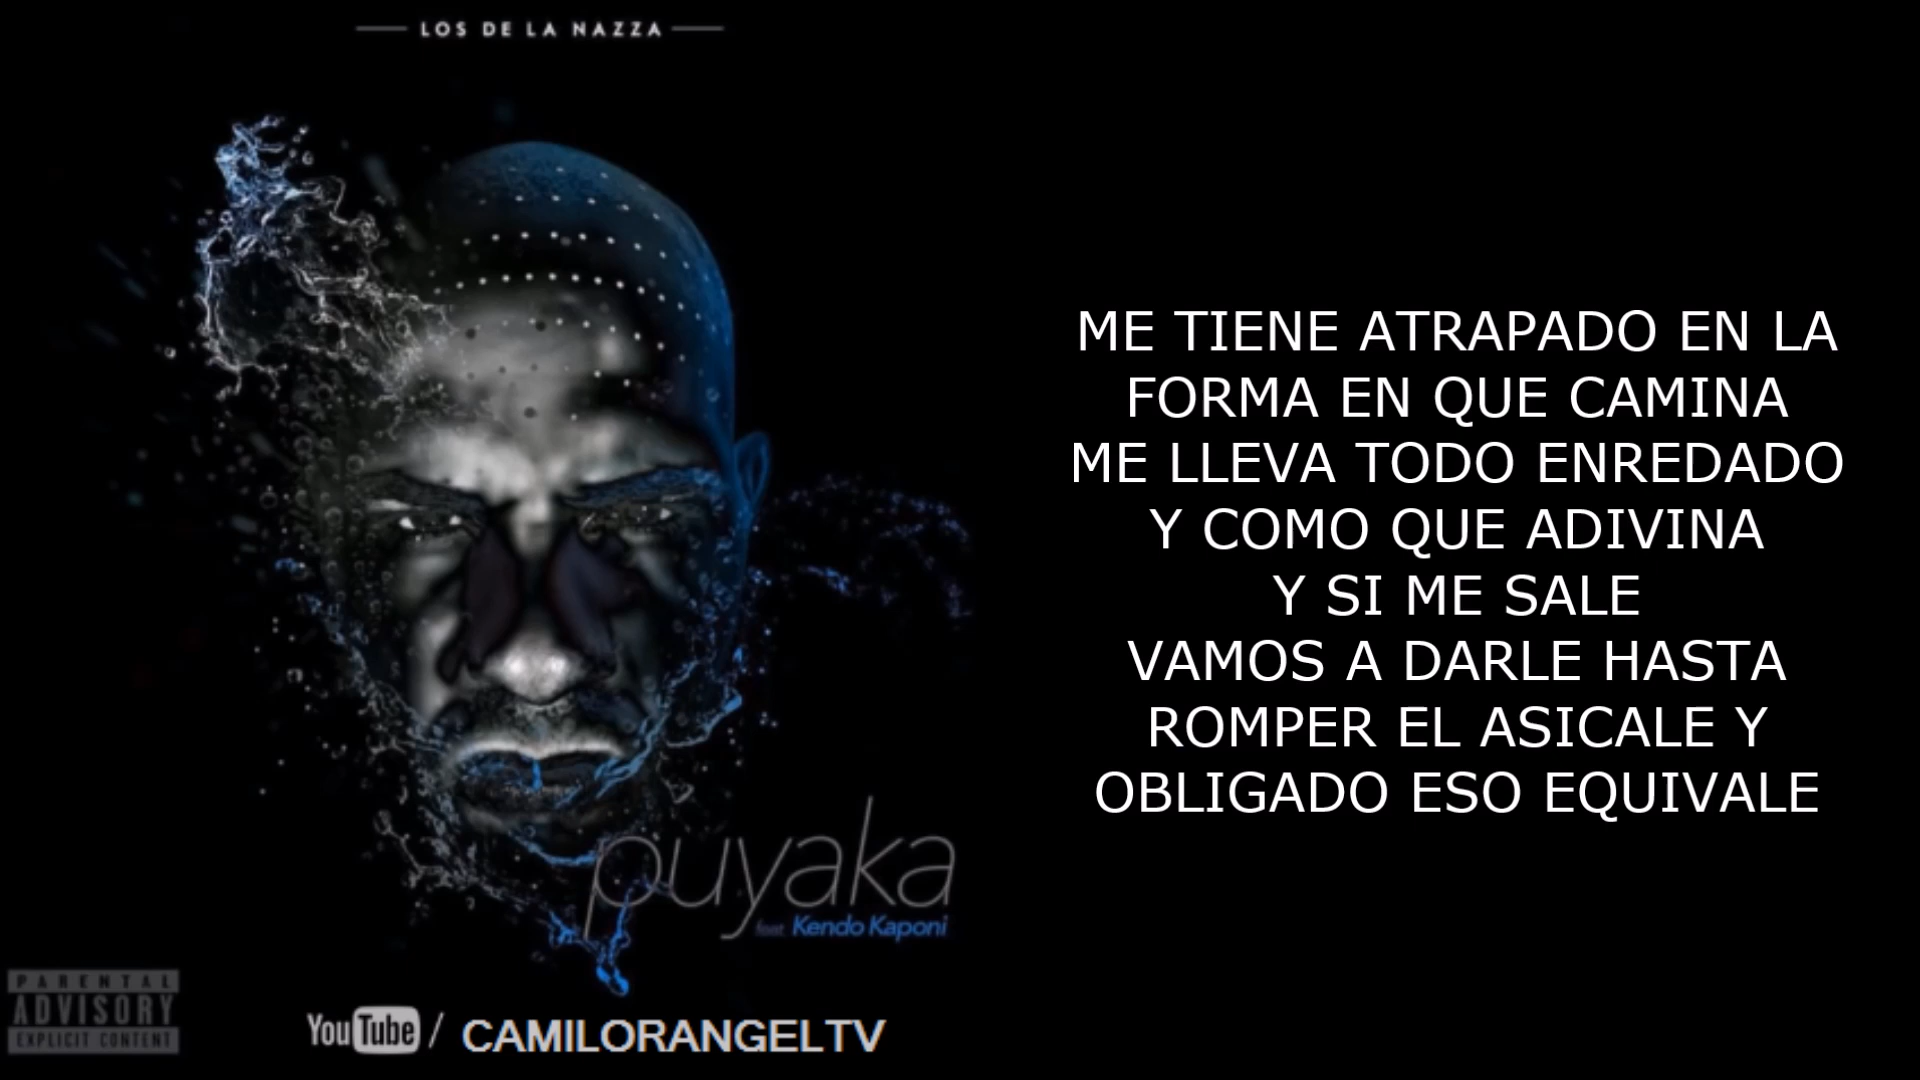 LOS DE LA NAZZA
ME TIENE ATRAPADO EN LA
FORMA EN QUE CAMINA
ME LLEVA TODO ENREDADO
Y COMO QUE ADIVINA
Y SI ME SALE
VAMOS A DARLE HASTA
ROMPER EL ASICALE Y
OBLIGADO ESO EQUIVALE
puyaka
feat. Kendo Kaponi
PARENTAL
ADVISORY
EXPLICIT CONTENT
YouTube / CAMILORANGELTV